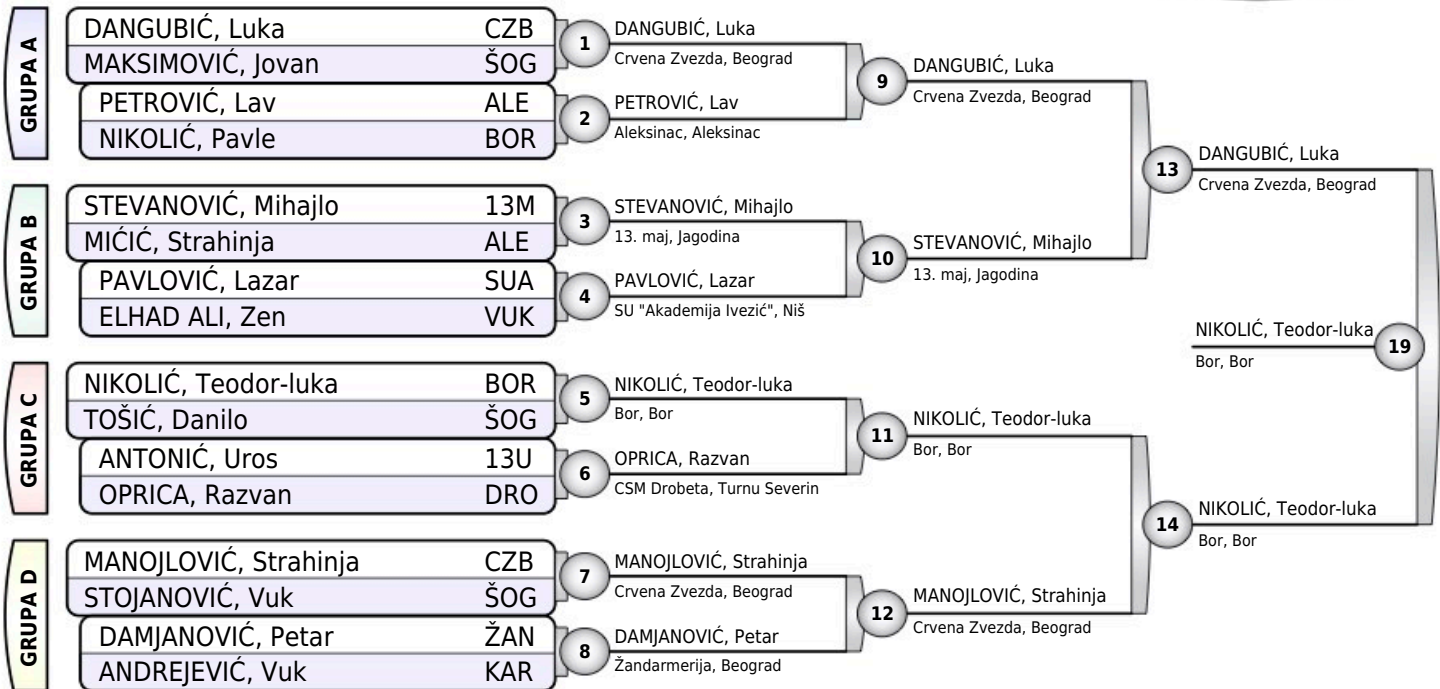 GRUPA A
DANGUBIĆ, Luka CZB
MAKSIMOVIĆ, Jovan ŠOG
PETROVIĆ, Lav ALE
NIKOLIĆ, Pavle BOR
GRUPA B
STEVANOVIĆ, Mihajlo 13M
MIĆIĆ, Strahinja ALE
PAVLOVIĆ, Lazar SUA
ELHAD ALI, Zen VUK
GRUPA C
NIKOLIĆ, Teodor-luka BOR
TOŠIĆ, Danilo ŠOG
ANTONIĆ, Uros 13U
OPRICA, Razvan DRO
GRUPA D
MANOJLOVIĆ, Strahinja CZB
STOJANOVIĆ, Vuk ŠOG
DAMJANOVIĆ, Petar ŽAN
ANDREJEVIĆ, Vuk KAR
1
DANGUBIĆ, Luka
Crvena Zvezda, Beograd
2
PETROVIĆ, Lav
Aleksinac, Aleksinac
3
STEVANOVIĆ, Mihajlo
13. maj, Jagodina
4
PAVLOVIĆ, Lazar
SU "Akademija Ivezić", Niš
5
NIKOLIĆ, Teodor-luka
Bor, Bor
6
OPRICA, Razvan
CSM Drobeta, Turnu Severin
7
MANOJLOVIĆ, Strahinja
Crvena Zvezda, Beograd
8
DAMJANOVIĆ, Petar
Žandarmerija, Beograd
9
DANGUBIĆ, Luka
Crvena Zvezda, Beograd
10
STEVANOVIĆ, Mihajlo
13. maj, Jagodina
11
NIKOLIĆ, Teodor-luka
Bor, Bor
12
MANOJLOVIĆ, Strahinja
Crvena Zvezda, Beograd
13
DANGUBIĆ, Luka
Crvena Zvezda, Beograd
14
NIKOLIĆ, Teodor-luka
Bor, Bor
NIKOLIĆ, Teodor-luka
Bor, Bor
19